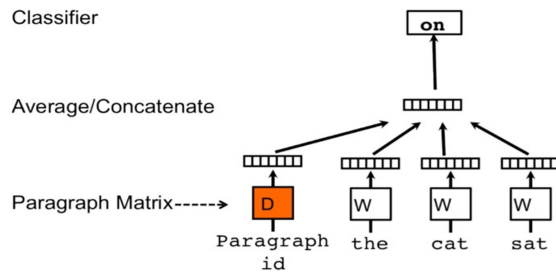 Classifier
on
Average/Concatenate
Paragraph Matrix
D
W
W
W
Paragraph
id
the
cat
sat